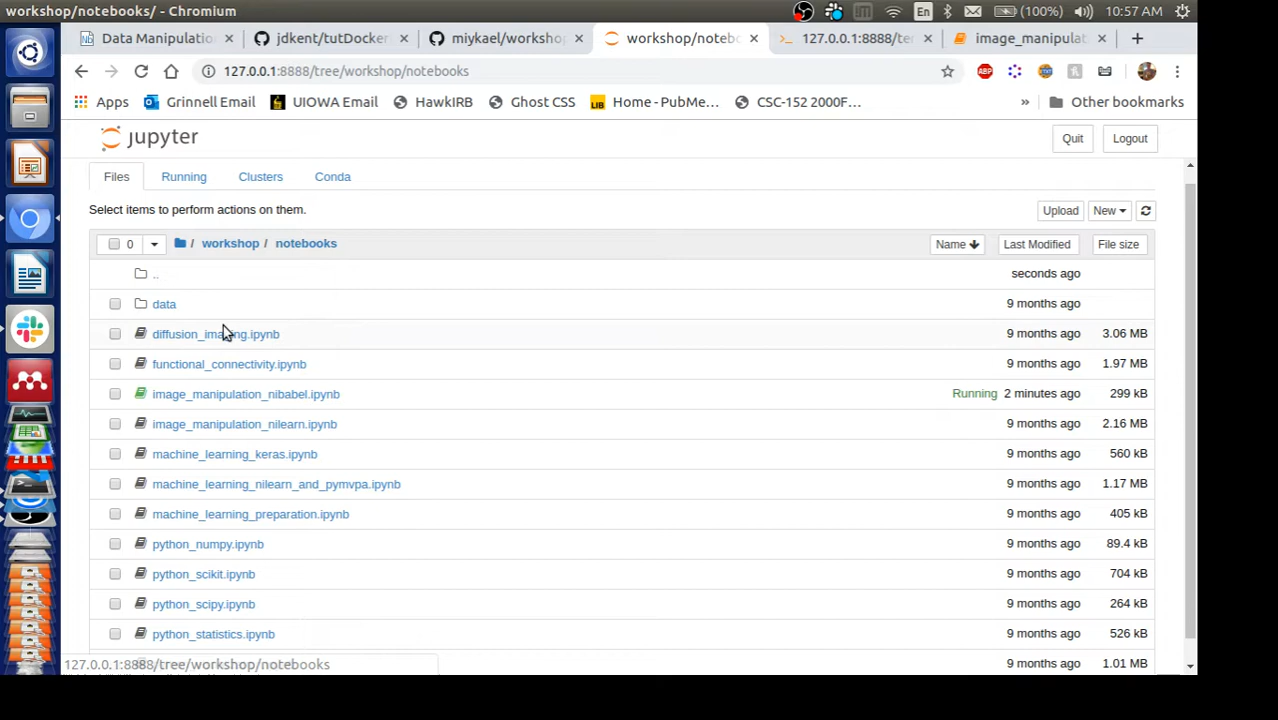 workshop/notebooks/ - Chromium
En
(100%)
10:57 AM
Data Manipulatio
jdkent/tutDocker
miykael/worksho
workshop/noteb
127.0.0.1:8888/te
image_manipulat
127.0.0.1:8888/tree/workshop/notebooks
ABP
Apps
Grinnell Email
UIOWA Email
HawkIRB
Ghost CSS
LIB
Home - PubMe...
CSC-152 2000F...
»
Other bookmarks
jupyter
Quit
Logout
Files
Running
Clusters
Conda
Select items to perform actions on them.
Upload
New
0
/ workshop / notebooks
Name
Last Modified
File size
..
seconds ago
data
9 months ago
diffusion_imaging.ipynb
9 months ago
3.06 MB
functional_connectivity.ipynb
9 months ago
1.97 MB
image_manipulation_nibabel.ipynb
Running
2 minutes ago
299 kB
image_manipulation_nilearn.ipynb
9 months ago
2.16 MB
machine_learning_keras.ipynb
9 months ago
560 kB
machine_learning_nilearn_and_pymvpa.ipynb
9 months ago
1.17 MB
machine_learning_preparation.ipynb
9 months ago
405 kB
python_numpy.ipynb
9 months ago
89.4 kB
python_scikit.ipynb
9 months ago
704 kB
python_scipy.ipynb
9 months ago
264 kB
python_statistics.ipynb
9 months ago
526 kB
9 months ago
1.01 MB
127.0.0.1:8888/tree/workshop/notebooks